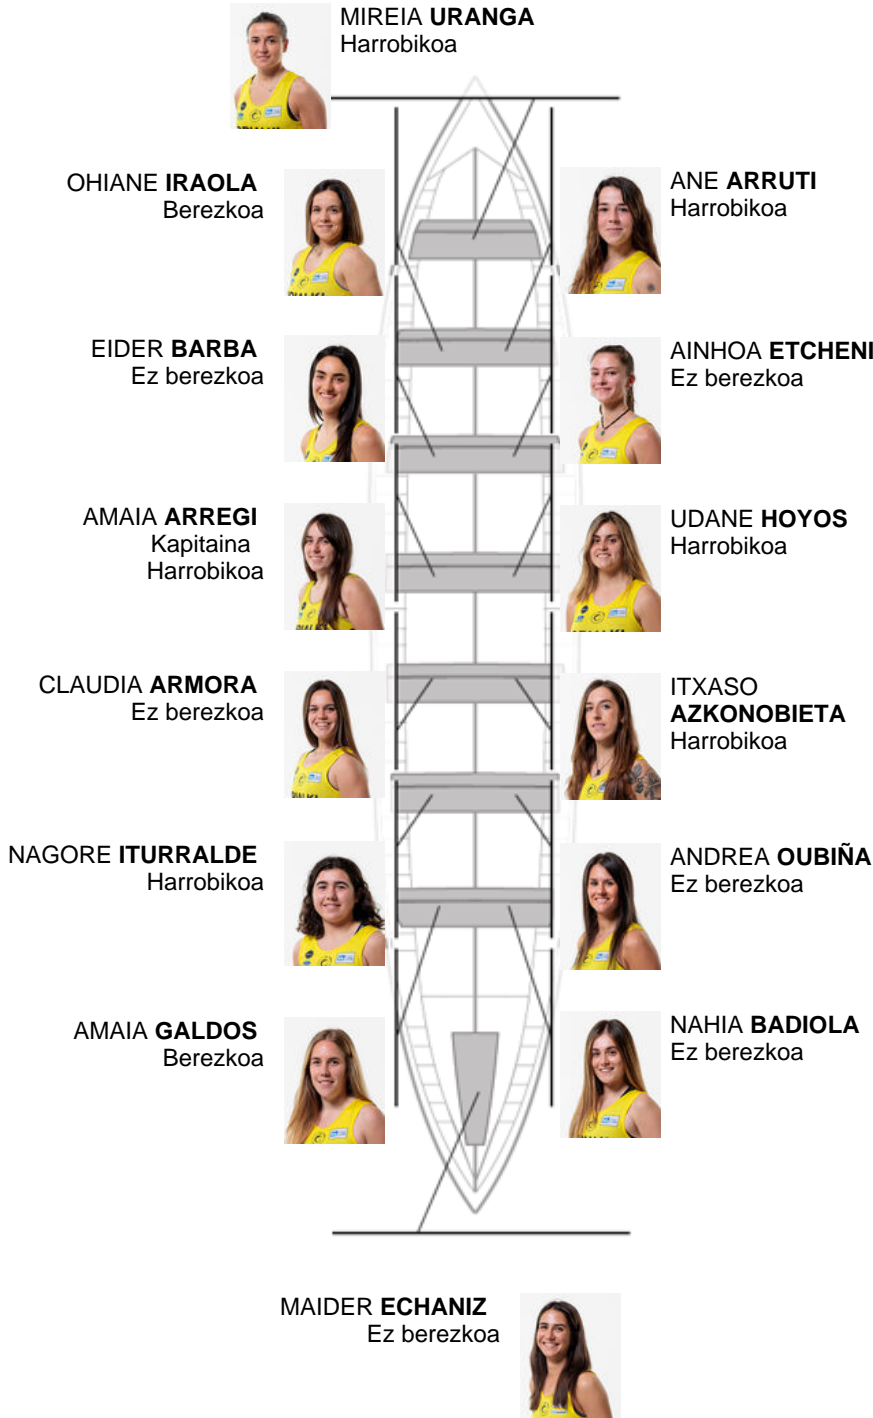 MIREIA URANGA
Harrobikoa
OHIANE IRAOLA
Berezkoa
ANE ARRUTI
Harrobikoa
EIDER BARBA
Ez berezkoa
AINHOA ETCHENI
Ez berezkoa
AMAIA ARREGI
Kapitaina
Harrobikoa
UDANE HOYOS
Harrobikoa
CLAUDIA ARMORA
Ez berezkoa
ITXASO
AZKONOBIETA
Harrobikoa
NAGORE ITURRALDE
Harrobikoa
ANDREA OUBIÑA
Ez berezkoa
AMAIA GALDOS
Berezkoa
NAHIA BADIOLA
Ez berezkoa
MAIDER ECHANIZ
Ez berezkoa